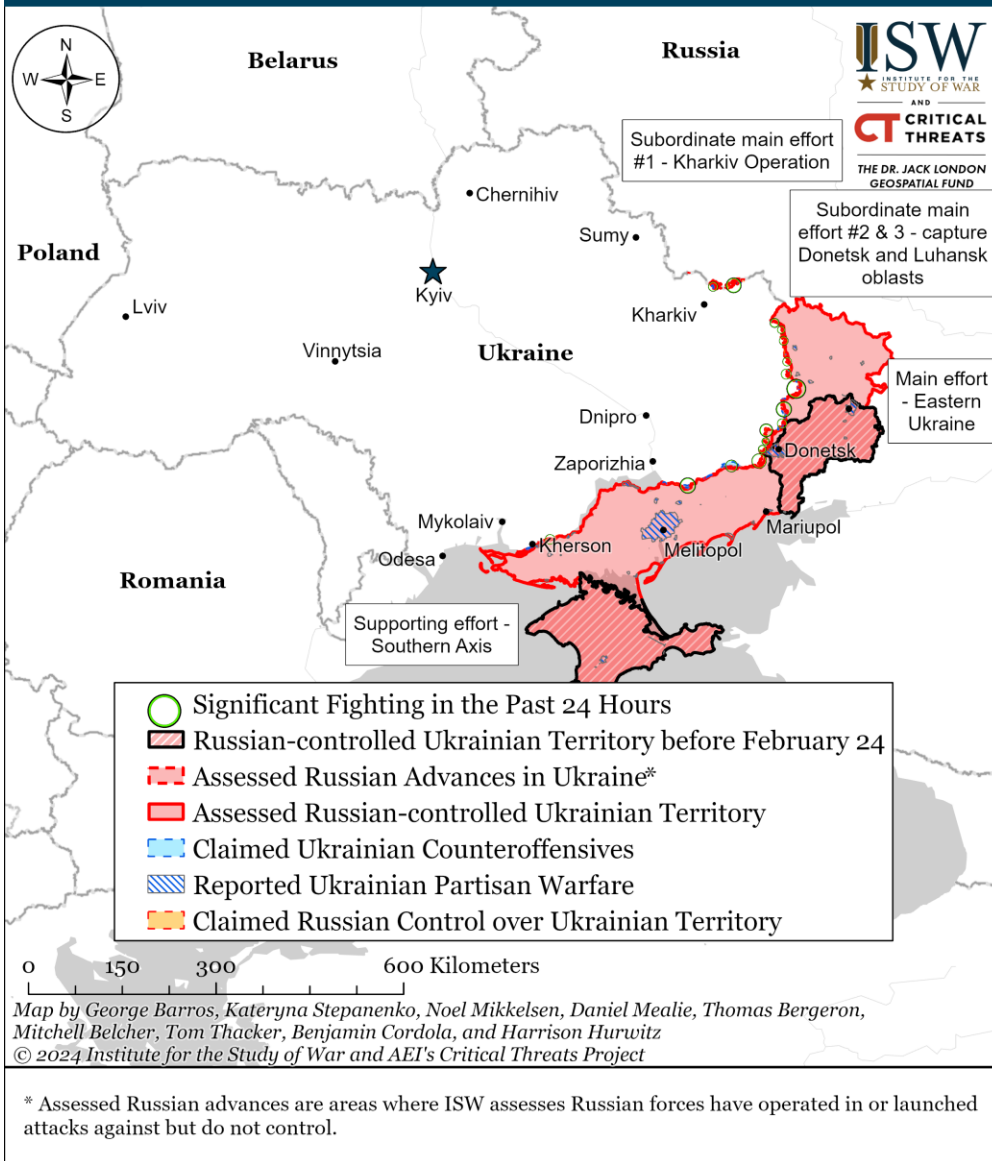 N
W E
S
Belarus
Russia
ISW
INSTITUTE FOR THE
STUDY OF WAR
AND
CT CRITICAL
THREATS
THE DR. JACK LONDON
GEOSPATIAL FUND
Subordinate main effort
#1 - Kharkiv Operation
Subordinate main
effort #2 & 3 - capture
Donetsk and Luhansk
oblasts
Chernihiv
Sumy
Poland
Kyiv
Lviv
Kharkiv
Vinnytsia
Ukraine
Main effort
- Eastern
Ukraine
Dnipro
Donetsk
Zaporizhia
Mykolaiv
Mariupol
Kherson
Melitopol
Odesa
Romania
Supporting effort -
Southern Axis
Significant Fighting in the Past 24 Hours
Russian-controlled Ukrainian Territory before February 24
Assessed Russian Advances in Ukraine*
Assessed Russian-controlled Ukrainian Territory
Claimed Ukrainian Counteroffensives
Reported Ukrainian Partisan Warfare
Claimed Russian Control over Ukrainian Territory
0 150 300 600 Kilometers
Map by George Barros, Kateryna Stepanenko, Noel Mikkelsen, Daniel Mealie, Thomas Bergeron,
Mitchell Belcher, Tom Thacker, Benjamin Cordola, and Harrison Hurwitz
© 2024 Institute for the Study of War and AEI's Critical Threats Project
* Assessed Russian advances are areas where ISW assesses Russian forces have operated in or launched
attacks against but do not control.